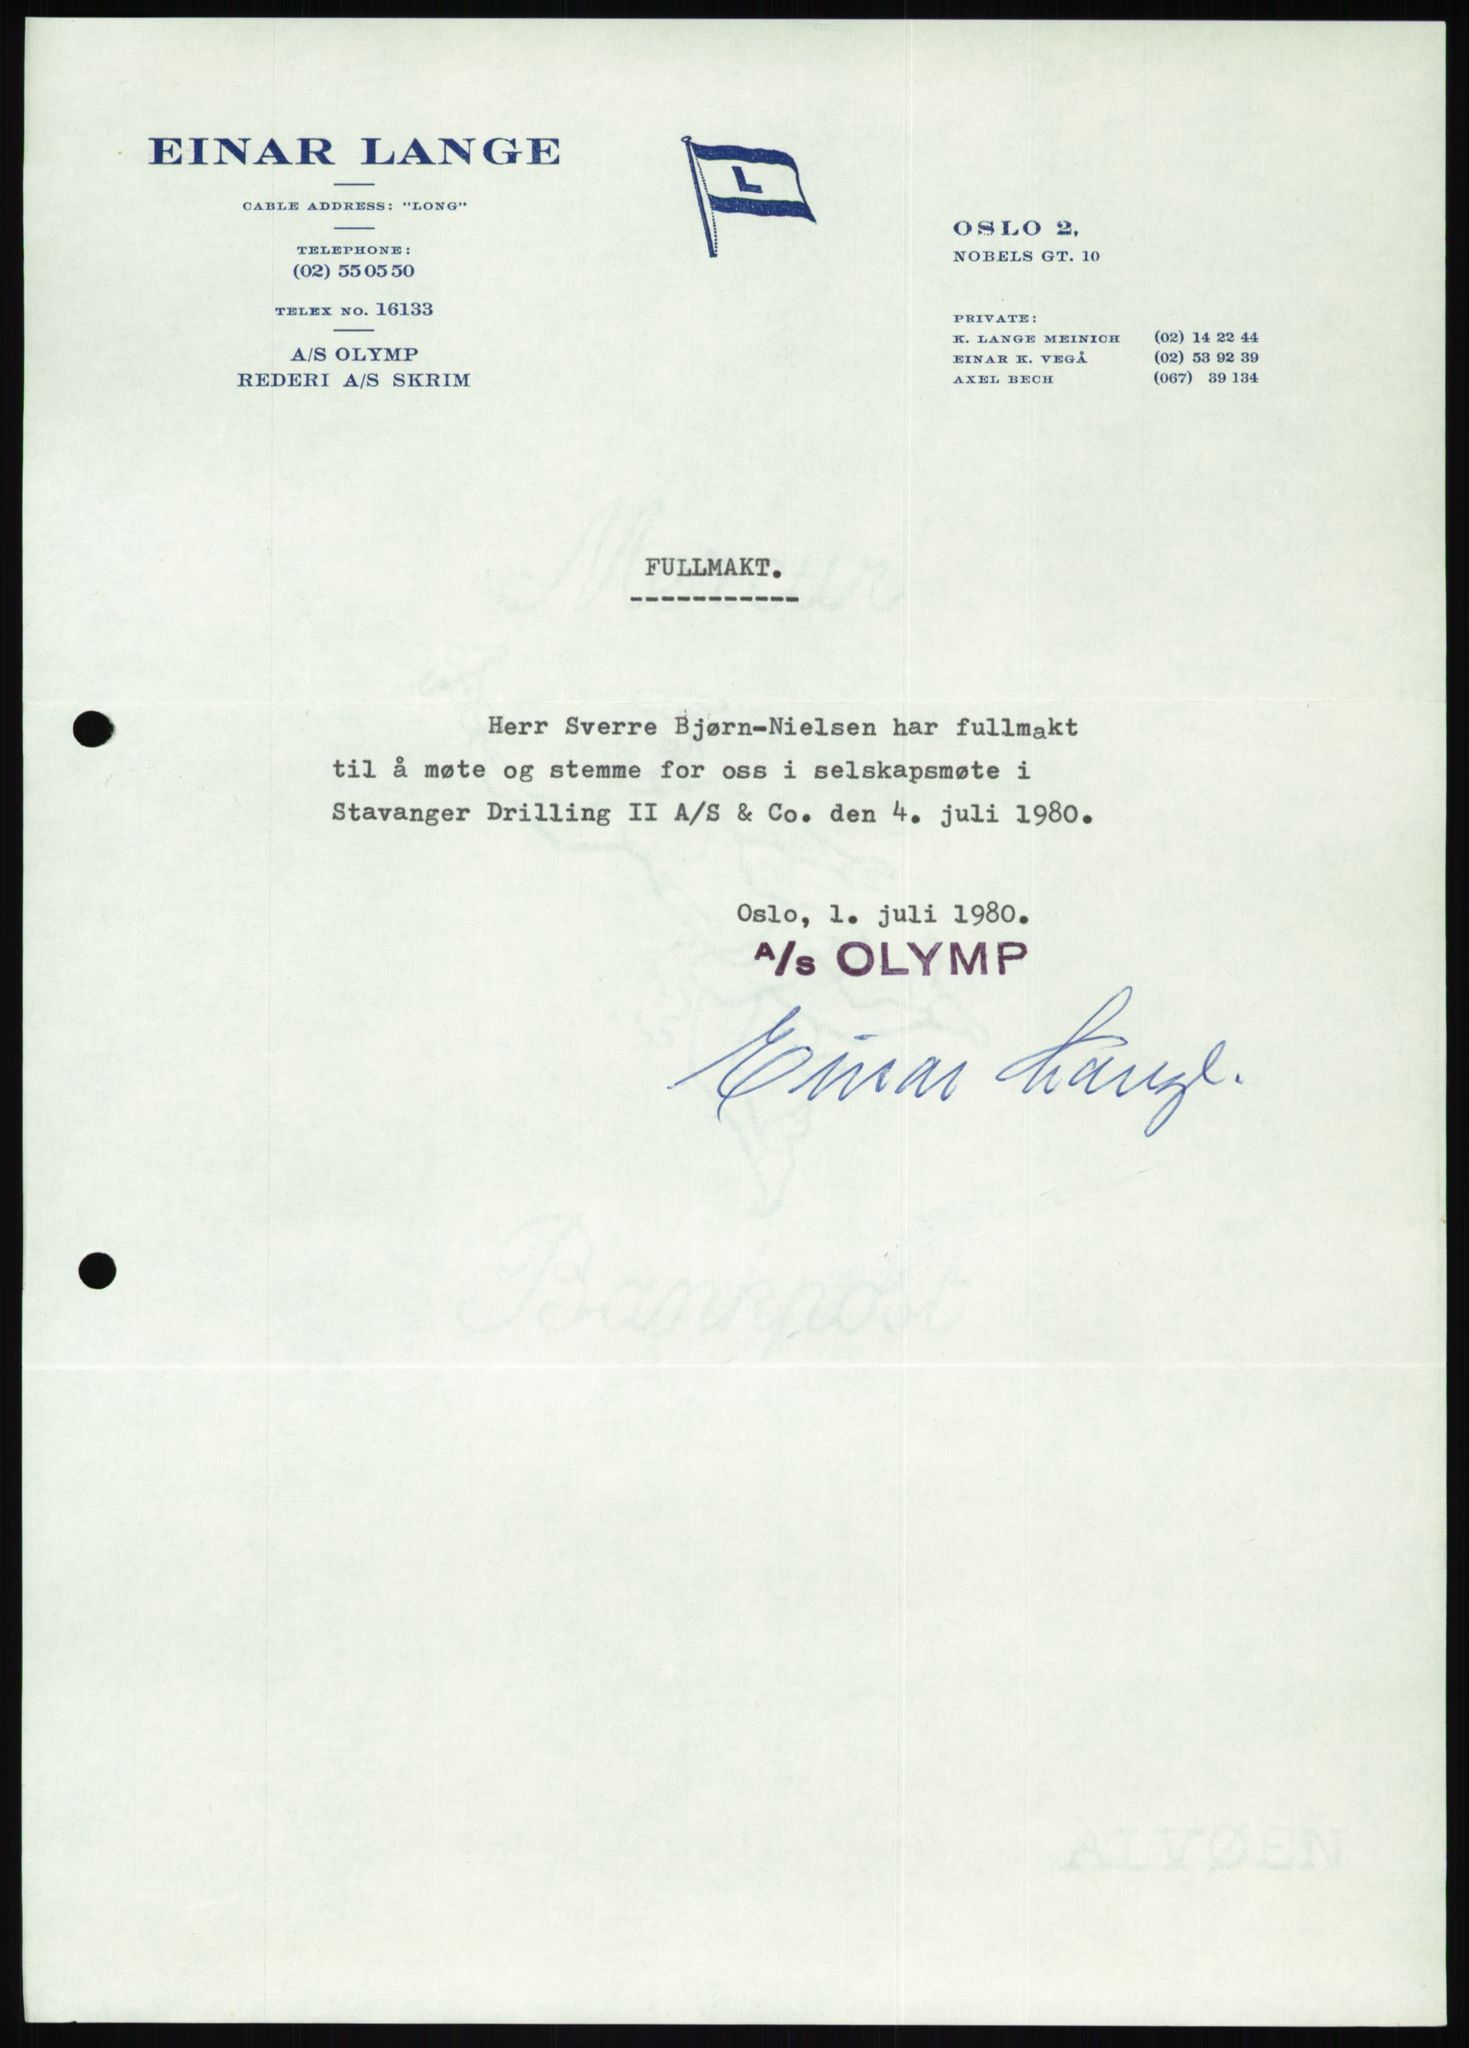 EINAR LANGE
CABLE ADDRESS: "LONG"
TELEPHONE:
(02) 55 05 50
TELEX NO. 16133
A/S OLYMP
REDERI A/S SKRIM
L
OSLO 2,
NOBELS GT. 10
PRIVATE:
K. LANGE MEINICH (02) 14 22 44
EINAR K. VEGÅ (02) 53 92 39
AXEL BECH (067) 39 134
FULLMAKT.
Herr Sverre Bjørn-Nielsen har fullmakt
til å møte og stemme for oss i selskapsmøte i
Stavanger Drilling II A/S & Co. den 4. juli 1980.
Oslo, 1. juli 1980.
A/S OLYMP
Einar Lange.
Bankpost
ALVØEN